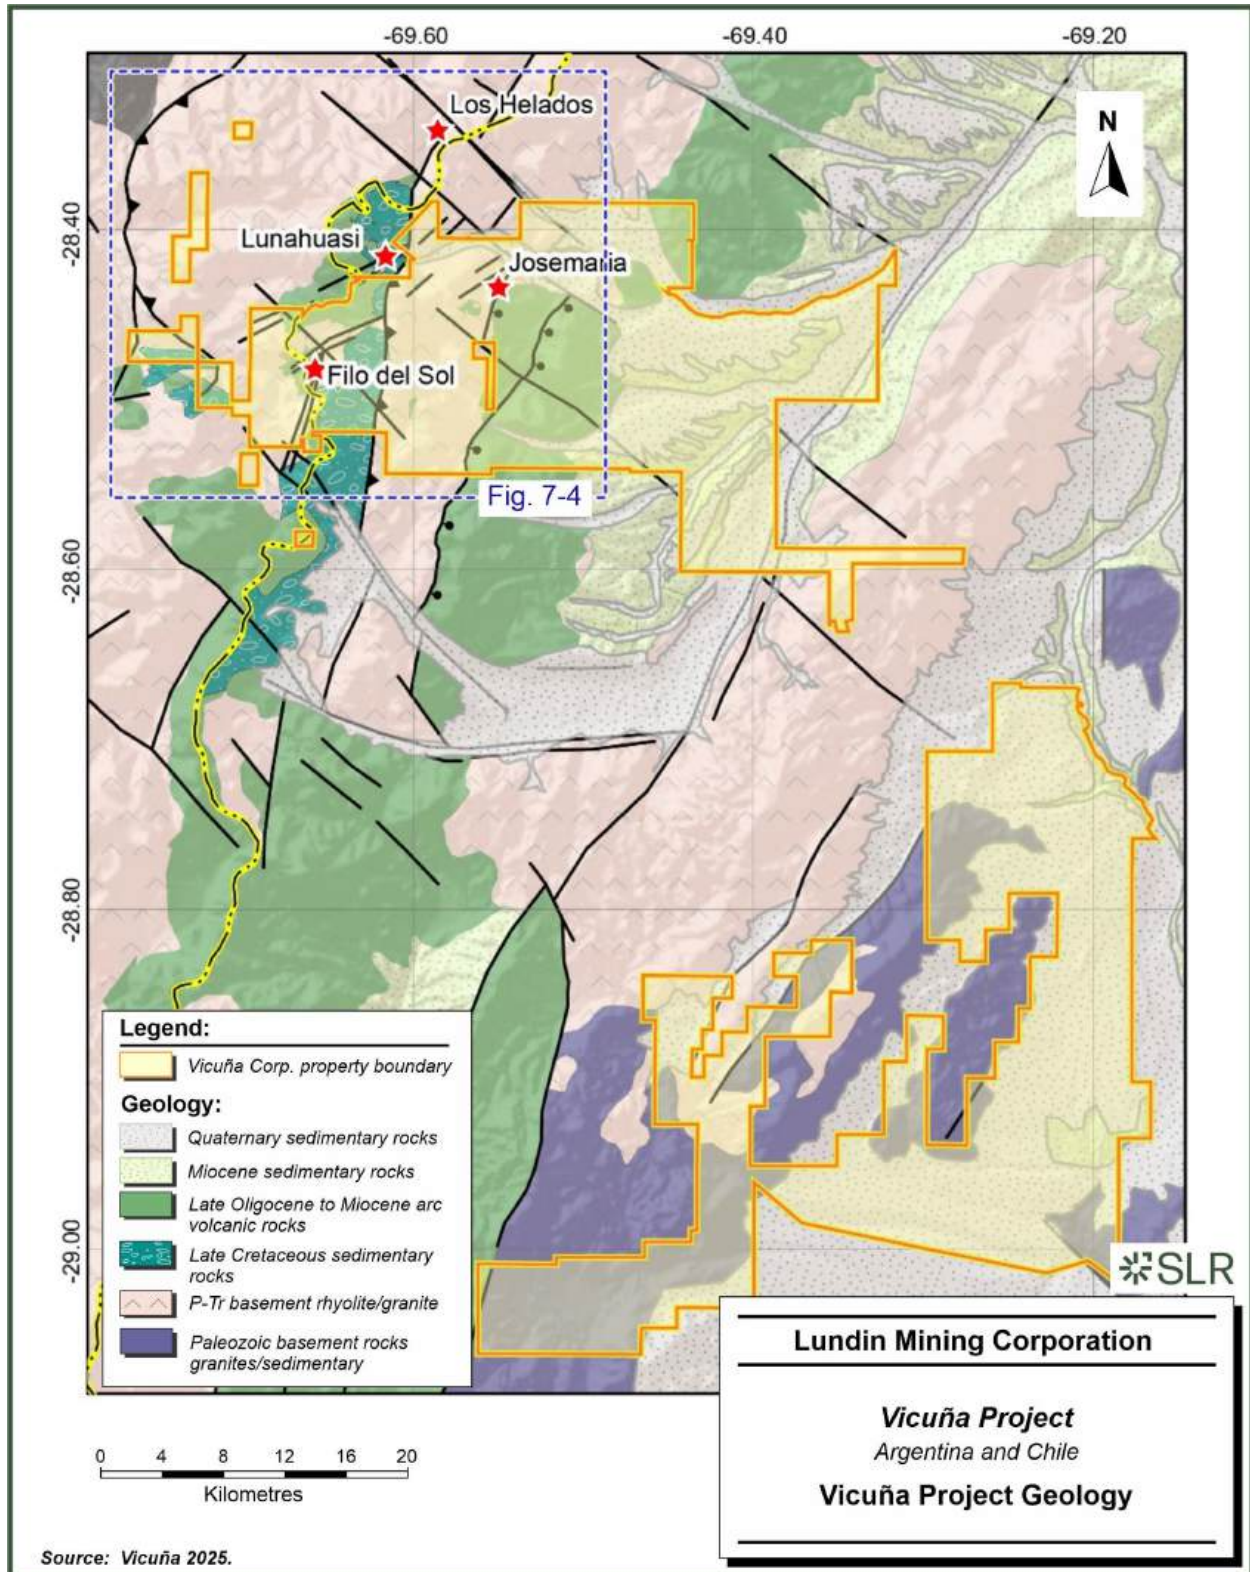 -69.60
-69.40
-69.20
Los Helados
N
-28.40
Lunahuasi
Josemaria
Filo del Sol
Fig. 7-4
-28.60
-28.80
-29.00
Legend:
Vicuña Corp. property boundary
Geology:
Quaternary sedimentary rocks
Miocene sedimentary rocks
Late Oligocene to Miocene arc
volcanic rocks
Late Cretaceous sedimentary
rocks
P-Tr basement rhyolite/granite
Paleozoic basement rocks
granites/sedimentary
SLR
Lundin Mining Corporation
Vicuña Project
Argentina and Chile
Vicuña Project Geology
0 4 8 12 16 20
Kilometres
Source: Vicuña 2025.